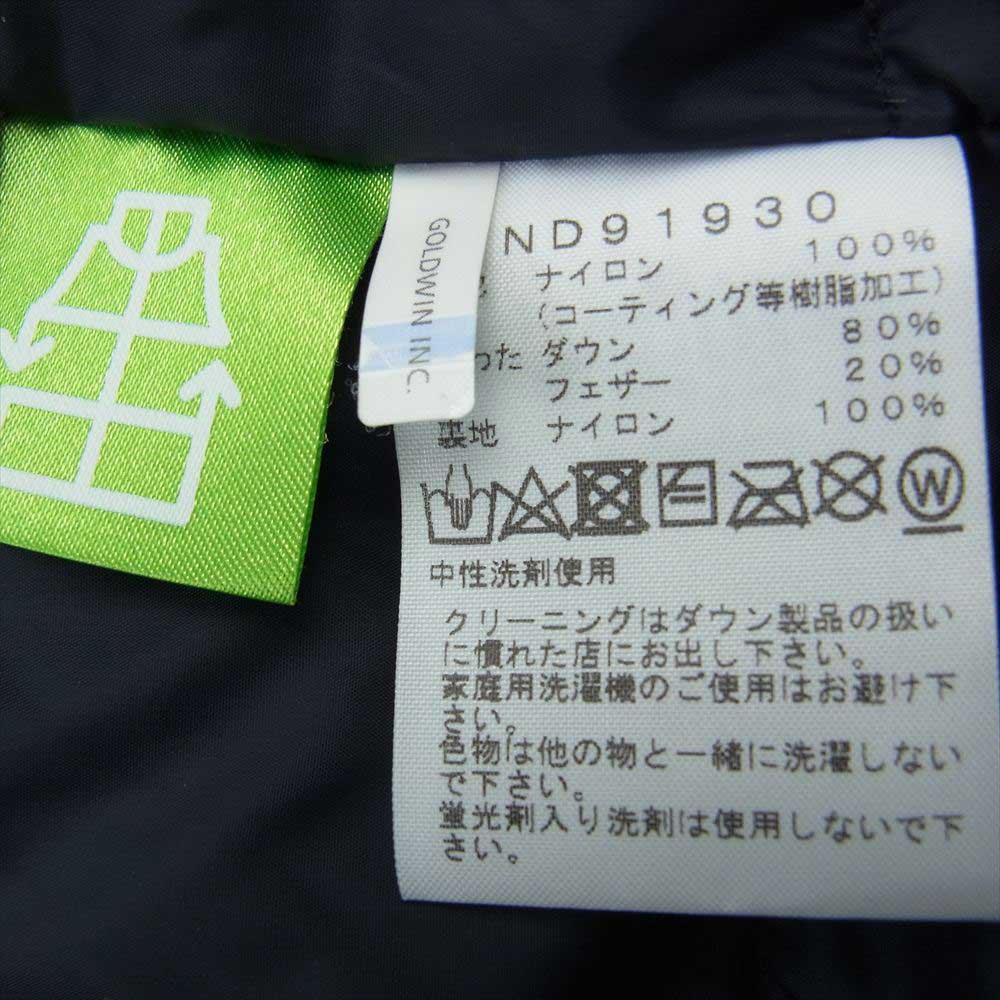 GOLDWIN INC.
ND91930
ナイロン 100%
(コーティング等樹脂加工)
った ダウン 80%
フェザー 20%
裏地 ナイロン 100%
W
中性洗剤使用
クリーニングはダウン製品の扱い
に慣れた店にお出し下さい。
家庭用洗濯機のご使用はお避け下
さい。
色物は他の物と一緒に洗濯しない
で下さい。
蛍光剤入り洗剤は使用しないで下
さい。